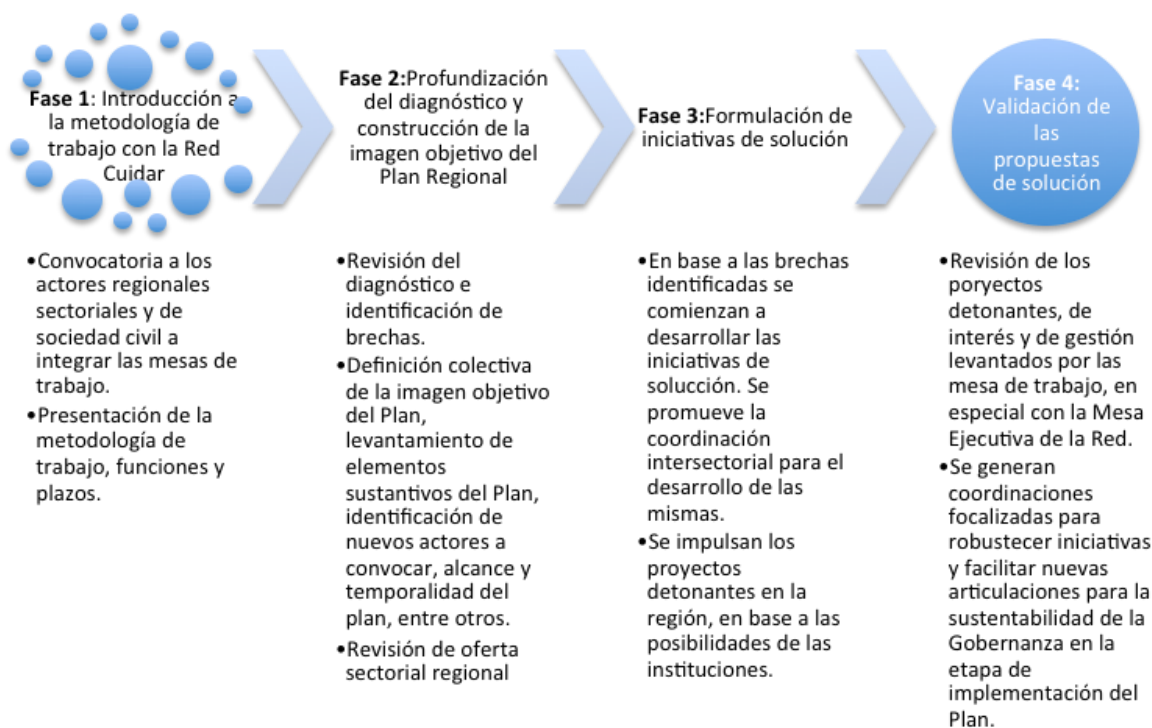 Fase 1: Introducción a
la metodología de
trabajo con la Red
Cuidar
•Convocatoria a los
actores regionales
sectoriales y de
sociedad civil a
integrar las mesas de
trabajo.
•Presentación de la
metodología de
trabajo, funciones y
plazos.
Fase 2:Profundización
del diagnóstico y
construcción de la
imagen objetivo del
Plan Regional
•Revisión del
diagnóstico e
identificación de
brechas.
•Definición colectiva
de la imagen objetivo
del Plan,
levantamiento de
elementos
sustantivos del Plan,
identificación de
nuevos actores a
convocar, alcance y
temporalidad del
plan, entre otros.
•Revisión de oferta
sectorial regional
Fase 3:Formulación de
iniciativas de solución
•En base a las brechas
identificadas se
comienzan a
desarrollar las
iniciativas de
solucción. Se
promueve la
coordinación
intersectorial para el
desarrollo de las
mismas.
•Se impulsan los
proyectos
detonantes en la
región, en base a las
posibilidades de las
instituciones.
Fase 4:
Validación de
las
propuestas
de solución
•Revisión de los
poryectos
detonantes, de
interés y de gestión
levantados por las
mesa de trabajo, en
especial con la Mesa
Ejecutiva de la Red.
•Se generan
coordinaciones
focalizadas para
robustecer iniciativas
y facilitar nuevas
articulaciones para la
sustentabilidad de la
Gobernanza en la
etapa de
implementación del
Plan.